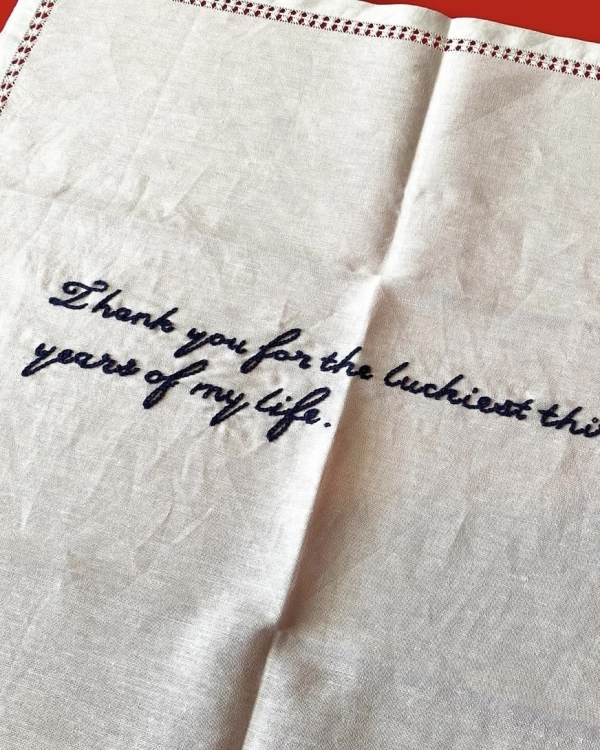 Thank you for the luckiest thi
years of my life.